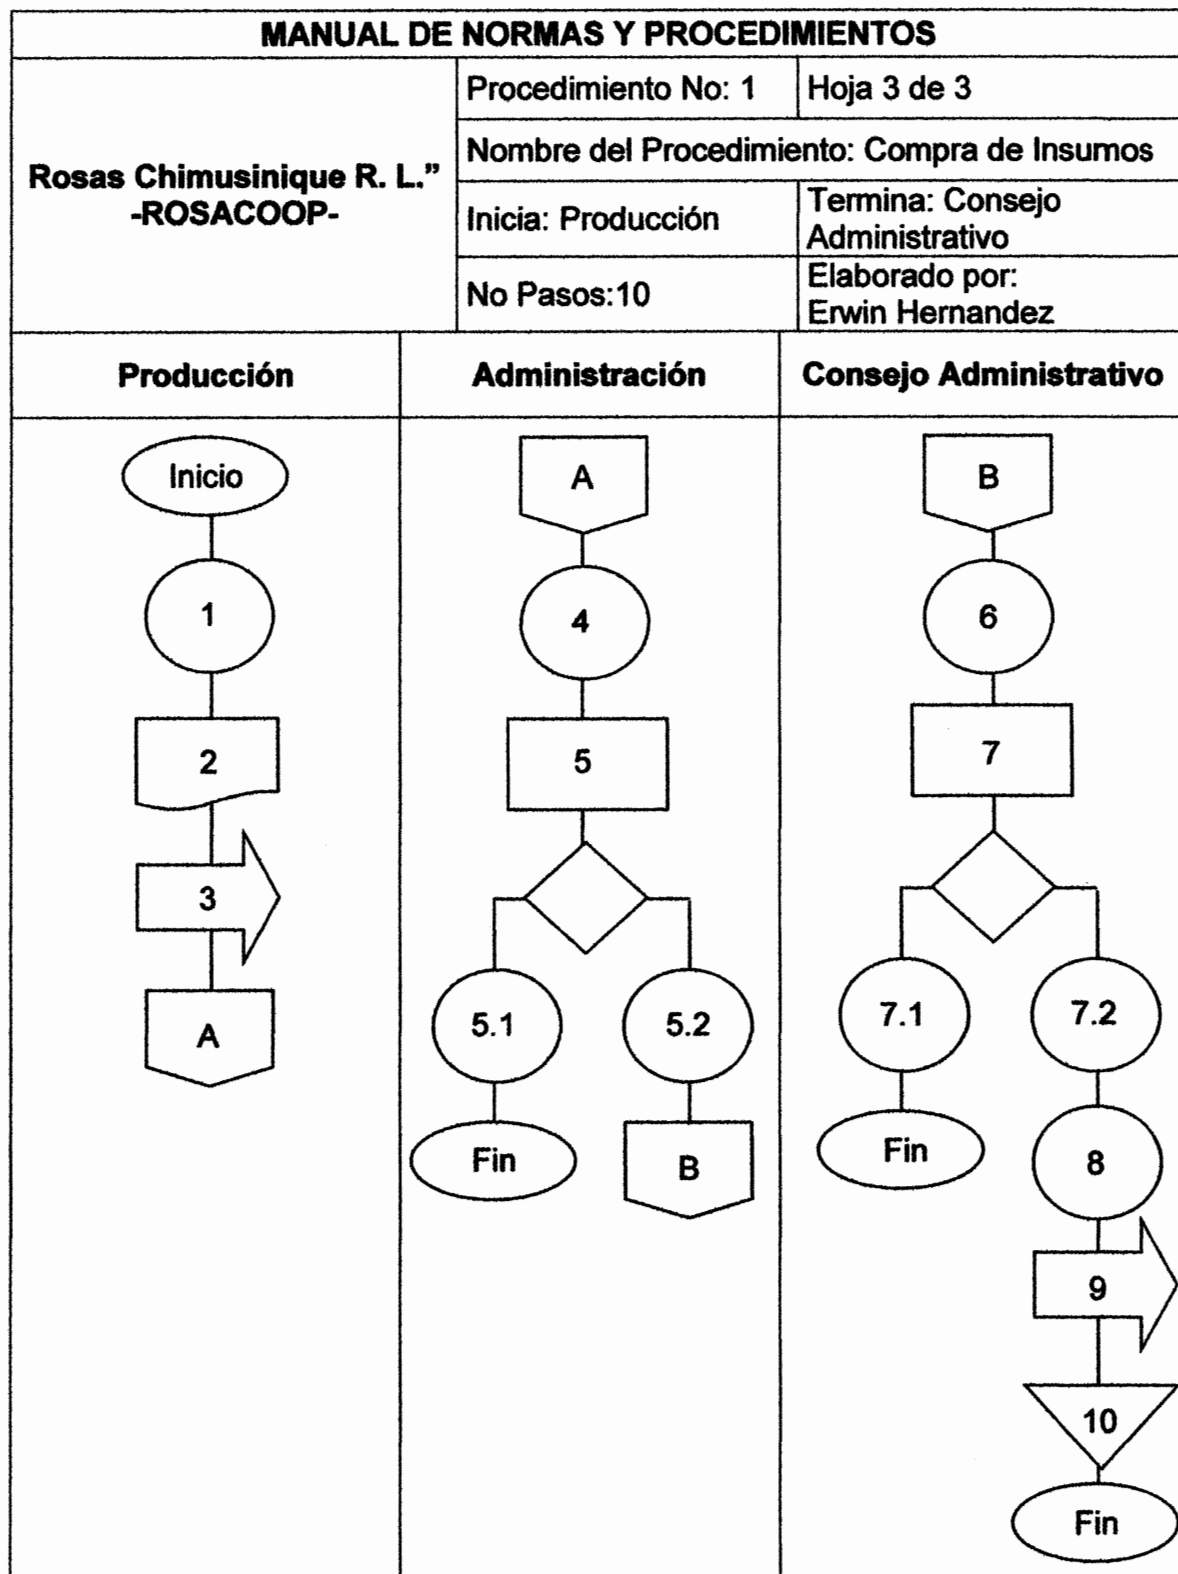 MANUAL DE NORMAS Y PROCEDIMIENTOS
Rosas Chimusinique R. L.”
-ROSACOOP-
Procedimiento No: 1
Hoja 3 de 3
Nombre del Procedimiento: Compra de Insumos
Inicia: Producción
Termina: Consejo
Administrativo
No Pasos:10
Elaborado por:
Erwin Hernandez
Producción
Administración
Consejo Administrativo
Inicio
1
2
3
A
A
4
5
5.1
5.2
Fin
B
B
6
7
7.1
7.2
Fin
8
9
10
Fin